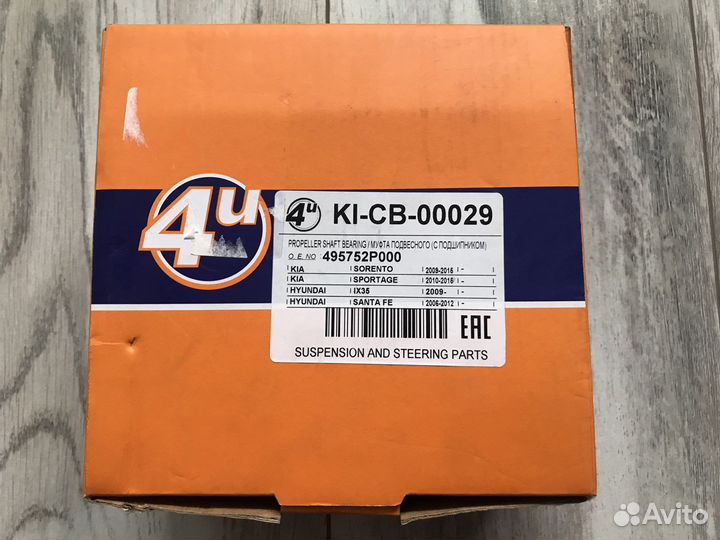 4u
4u KI-CB-00029
PROPELLER SHAFT BEARING / МУФТА ПОДВЕСНОГО (С ПОДШИПНИКОМ)
O.E. NO 495752P000
KIA SORENTO 2009-2015 -
KIA SPORTAGE 2010-2015 -
HYUNDAI IX35 2009- -
HYUNDAI SANTA FE 2006-2012 -
EAC
SUSPENSION AND STEERING PARTS
Avito